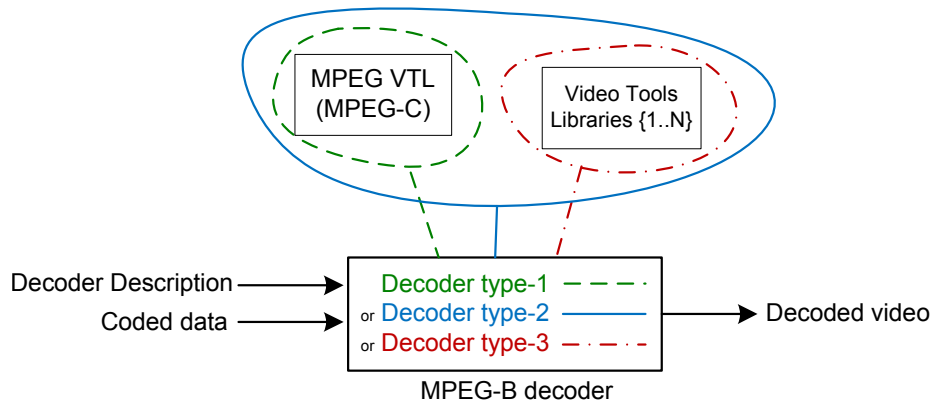 MPEG VTL
(MPEG-C)
Video Tools
Libraries {1..N}
Decoder Description
Coded data
Decoder type-1
or Decoder type-2
or Decoder type-3
Decoded video
MPEG-B decoder